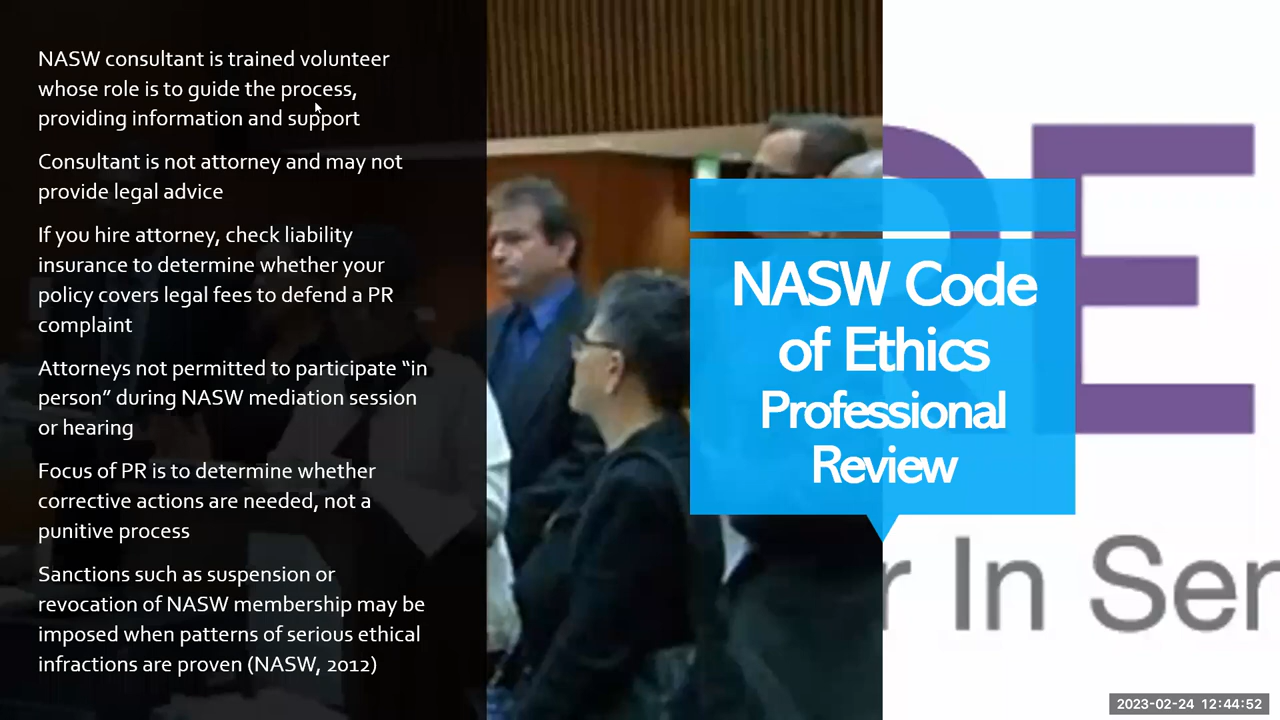 NASW consultant is trained volunteer
whose role is to guide the process,
providing information and support
Consultant is not attorney and may not
provide legal advice
If you hire attorney, check liability
insurance to determine whether your
policy covers legal fees to defend a PR
complaint
Attorneys not permitted to participate “in
person” during NASW mediation session
or hearing
Focus of PR is to determine whether
corrective actions are needed, not a
punitive process
Sanctions such as suspension or
revocation of NASW membership may be
imposed when patterns of serious ethical
infractions are proven (NASW, 2012)
NASW Code
of Ethics
Professional
Review
E
r In Ser
2023-02-24 12:44:52